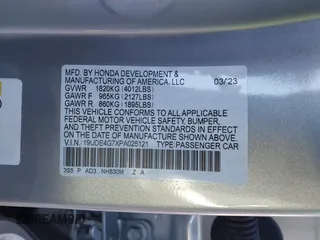 MFD. BY HONDA DEVELOPMENT & 03/23
MANUFACTURING OF AMERICA, LLC
GVWR 1820KG (4012LBS)
GAWR F 965KG (2127LBS)
GAWR R 860KG (1895LBS)
THIS VEHICLE CONFORMS TO ALL APPLICABLE
FEDERAL MOTOR VEHICLE SAFETY, BUMPER,
AND THEFT PREVENTION STANDARDS IN EFFECT
ON THE DATE OF MANUFACTURE SHOWN ABOVE.
V.I.N.: 19UDE4G7XPA025121 TYPE PASSENGER CAR
3S5 P AD3 NH830M Z A